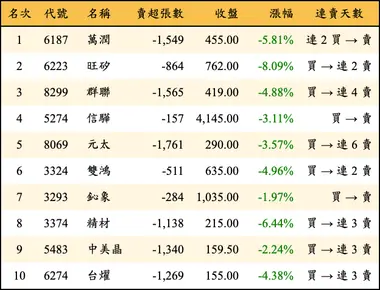 名次 代號 名稱 賣超張數 收盤 漲幅 連賣天數
1 6187 萬潤 -1,549 455.00 -5.81% 連 2 買 → 賣
2 6223 旺矽 -864 762.00 -8.09% 買 → 連 2 賣
3 8299 群聯 -1,565 419.00 -4.88% 買 → 連 4 賣
4 5274 信驊 -157 4,145.00 -3.11% 買 → 賣
5 8069 元太 -1,761 290.00 -3.57% 買 → 連 6 賣
6 3324 雙鴻 -511 635.00 -4.96% 買 → 連 2 賣
7 3293 鈊象 -284 1,035.00 -1.97% 買 → 賣
8 3374 精材 -1,138 215.00 -6.44% 買 → 連 3 賣
9 5483 中美晶 -1,340 159.50 -2.24% 買 → 連 3 賣
10 6274 台燿 -1,269 155.00 -4.38% 買 → 連 3 賣